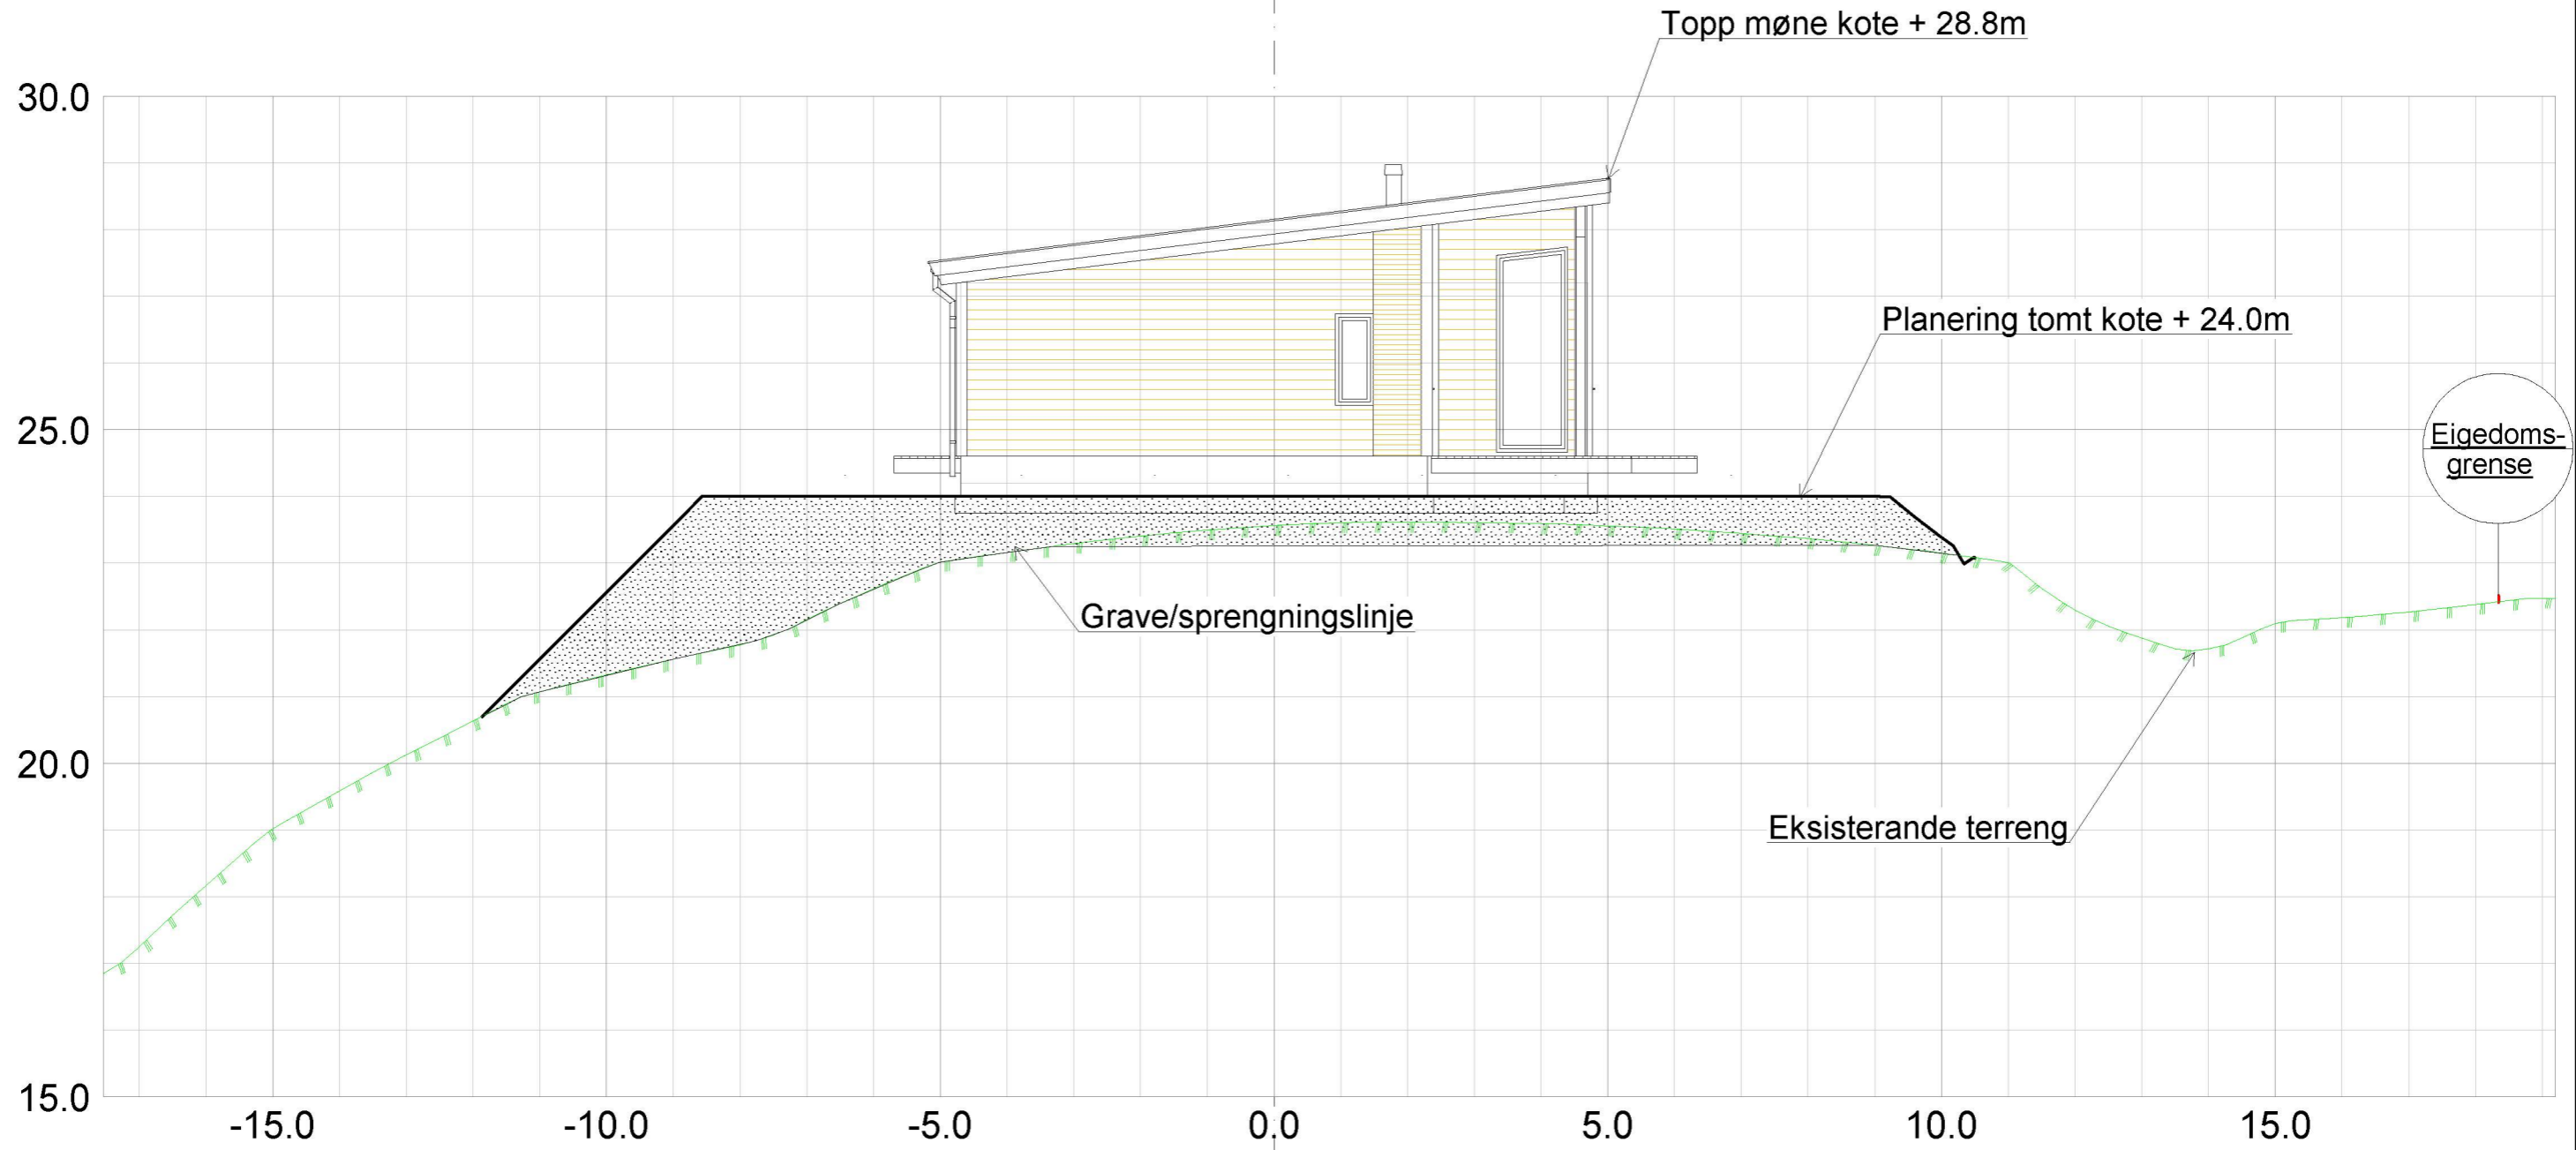 Topp møne kote + 28.8m
30.0
Planering tomt kote + 24.0m
25.0
Eigedoms-
grense
Grave/sprengningslinje
20.0
Eksisterande terreng
15.0
-15.0
-10.0
-5.0
0.0
5.0
10.0
15.0